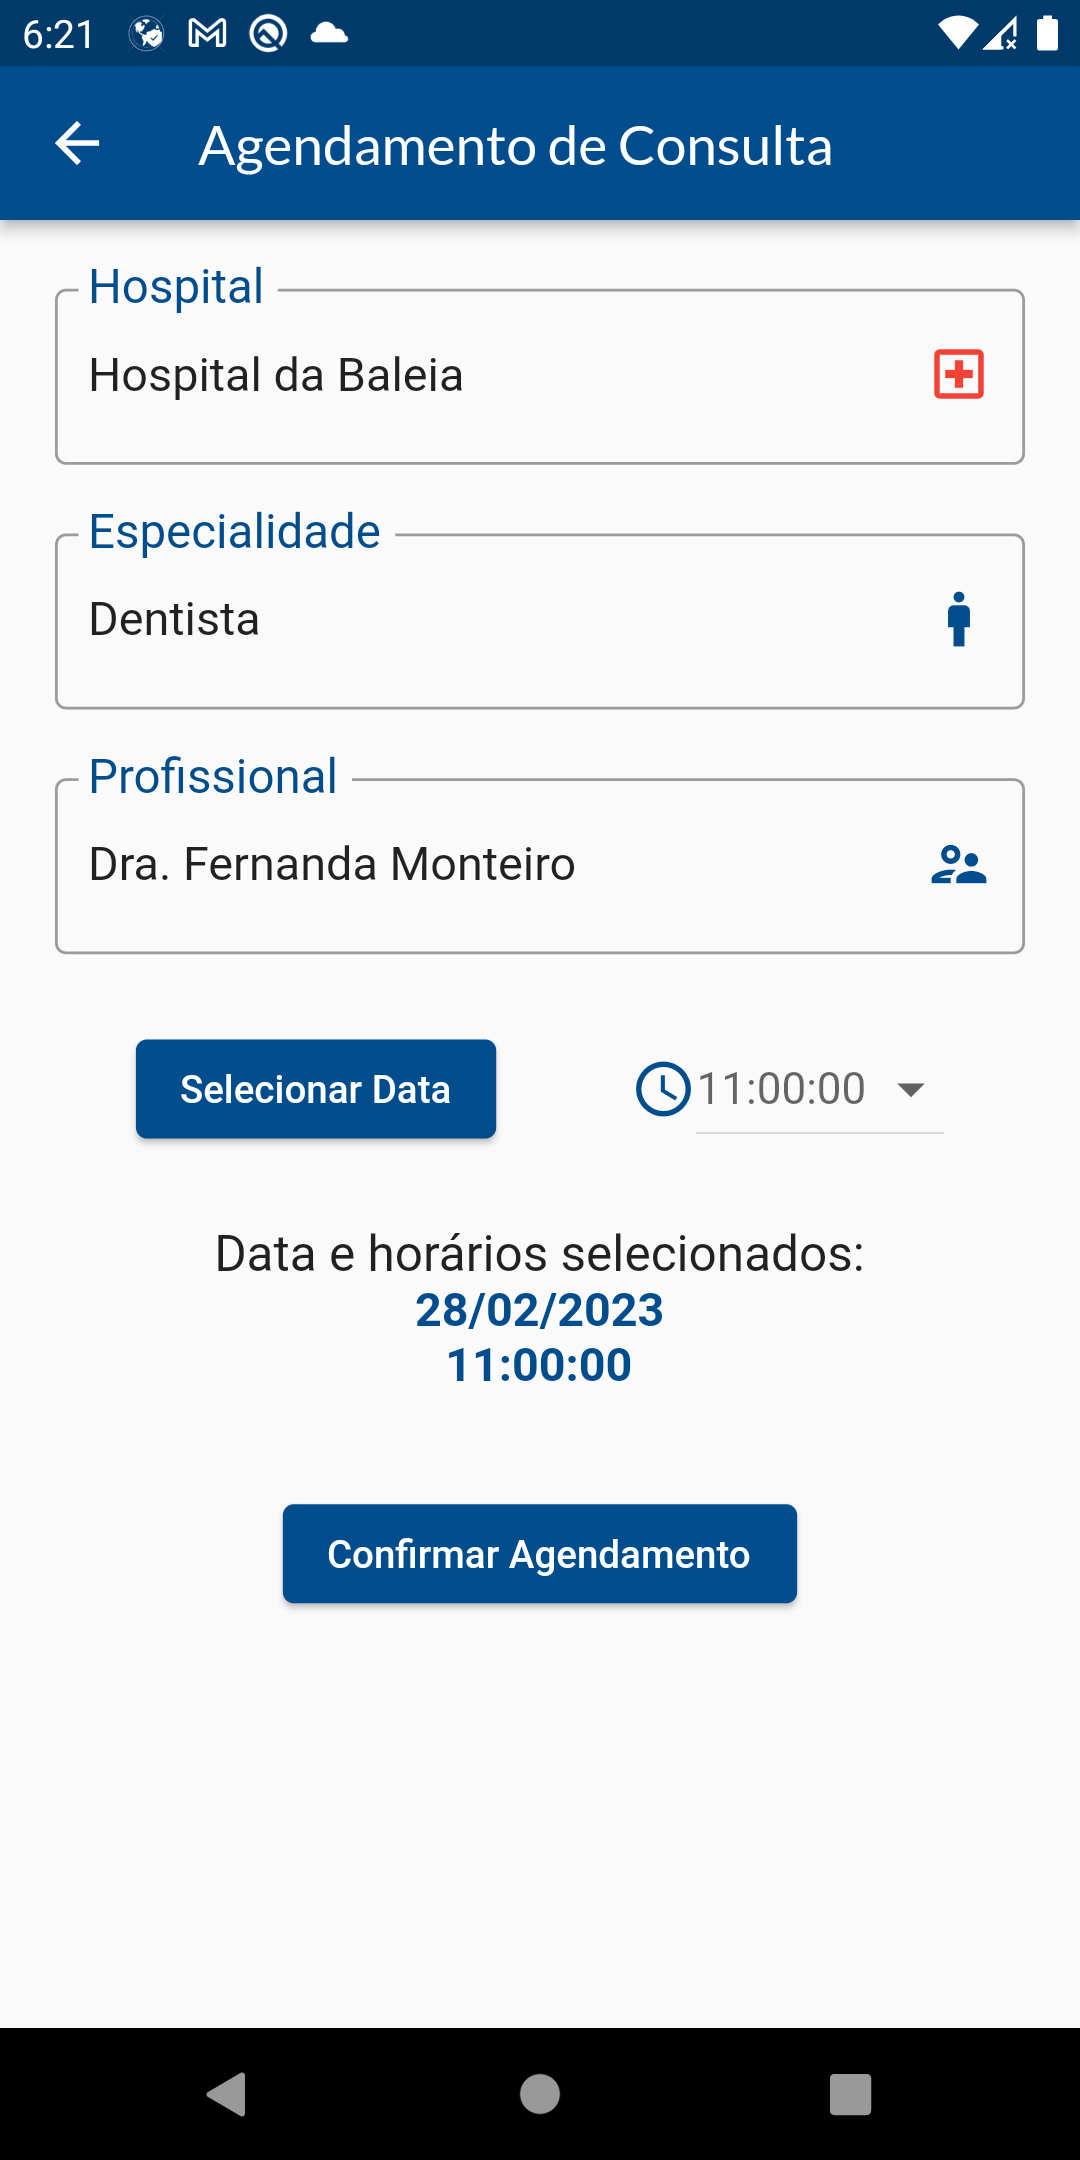 6:21
Agendamento de Consulta
Hospital
Hospital da Baleia
Especialidade
Dentista
Profissional
Dra. Fernanda Monteiro
Selecionar Data
11:00:00
Data e horários selecionados:
28/02/2023
11:00:00
Confirmar Agendamento